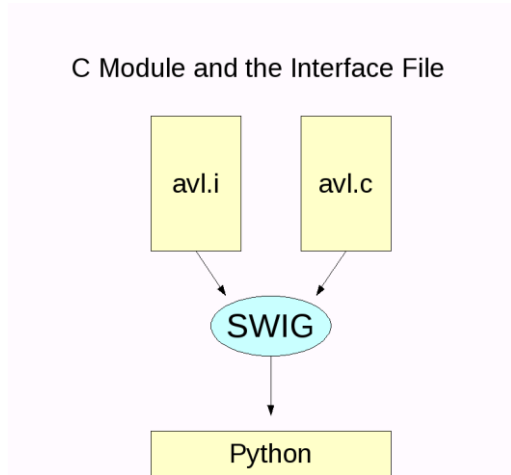 C Module and the Interface File
avl.i
avl.c
SWIG
Python